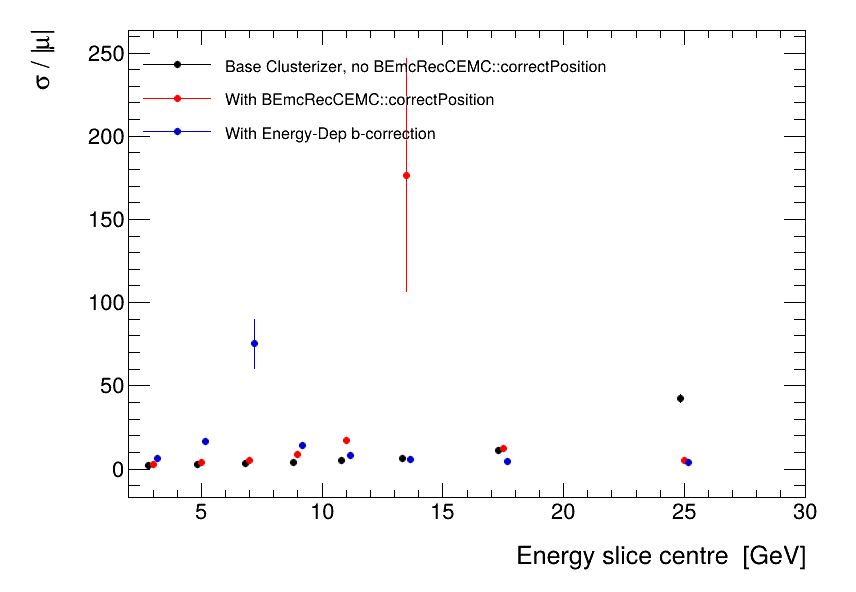 σ / |μ|
250
200
150
100
50
0
Base Clusterizer, no BEmcRecCEMC::correctPosition
With BEmcRecCEMC::correctPosition
With Energy-Dep b-correction
5 10 15 20 25 30
Energy slice centre [GeV]